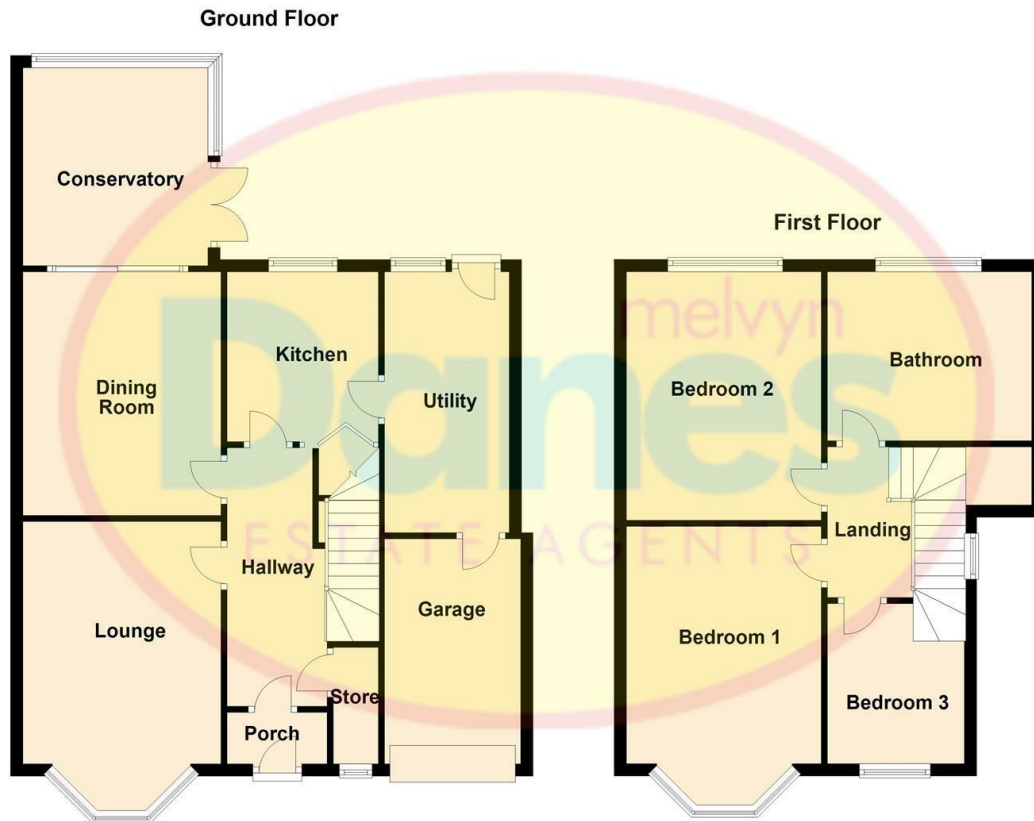 Ground Floor
Conservatory
First Floor
melvyn
Danes
ESTATE AGENTS
Kitchen
Dining
Room
Utility
Bedroom 2
Bathroom
Hallway
Landing
Lounge
Garage
Bedroom 1
Store
Bedroom 3
Porch